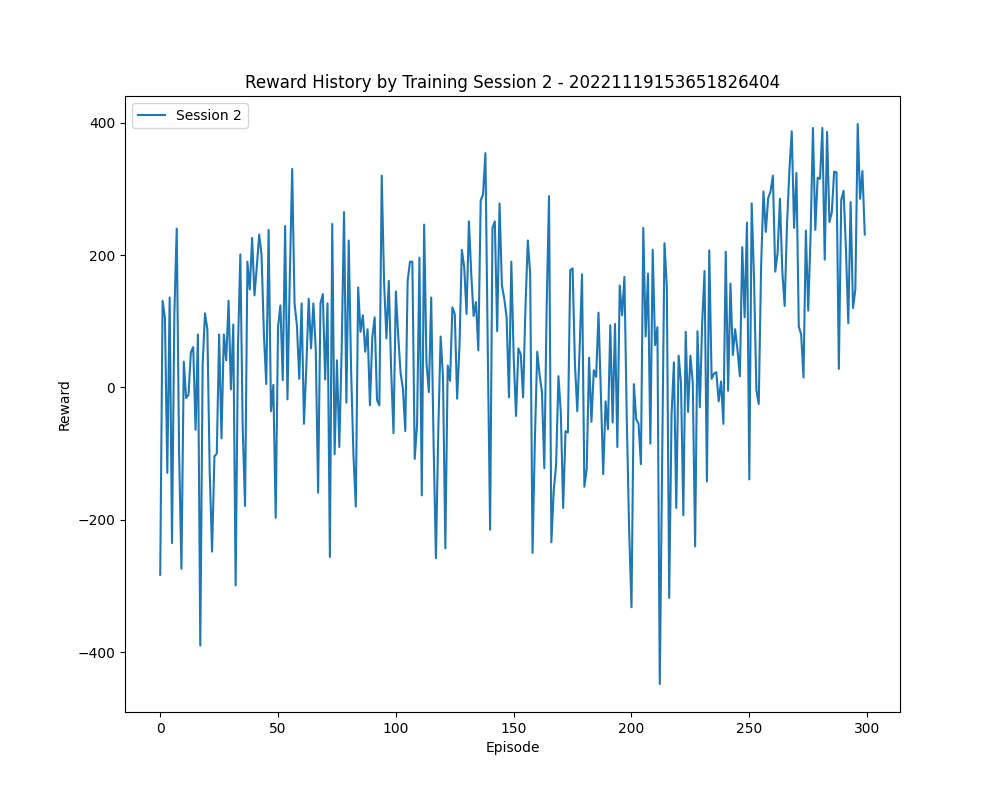 Reward History by Training Session 2 - 20221119153651826404
Session 2
400
200
0
−200
−400
Reward
0 50 100 150 200 250 300
Episode